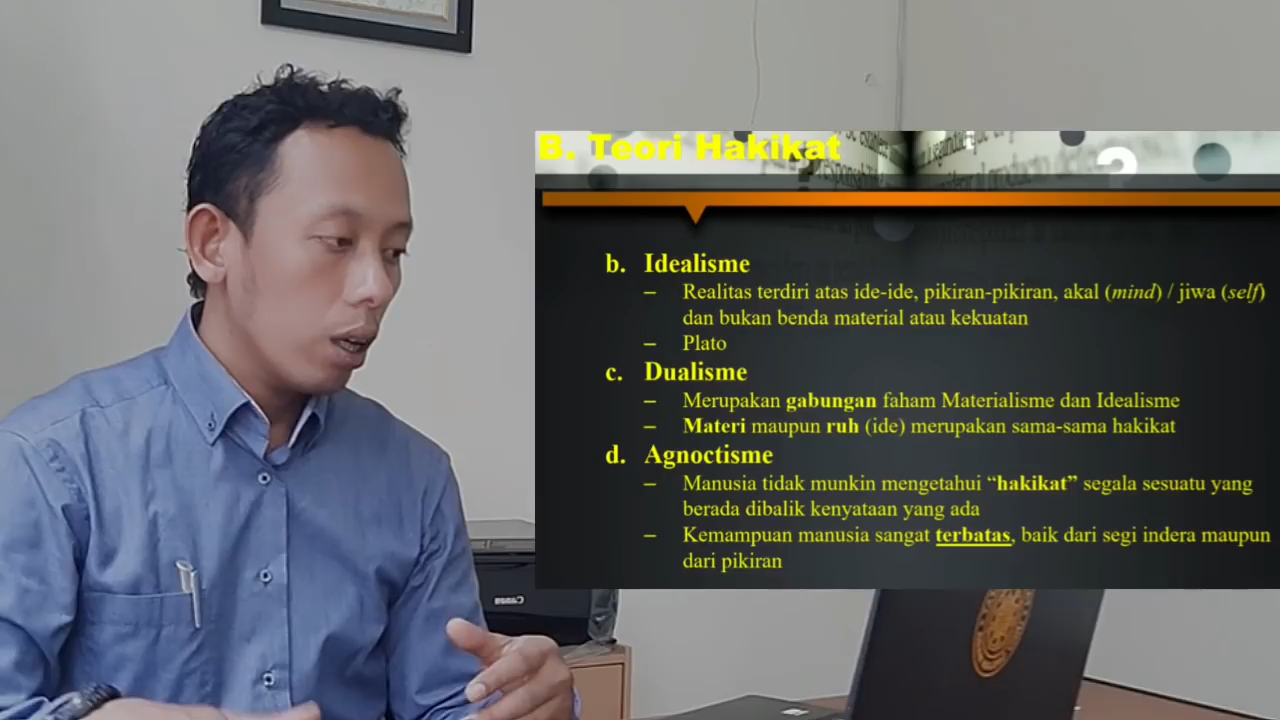 B. Teori Hakikat
b. Idealisme
– Realitas terdiri atas ide-ide, pikiran-pikiran, akal (mind) / jiwa (self)
dan bukan benda material atau kekuatan
– Plato
c. Dualisme
– Merupakan gabungan faham Materialisme dan Idealisme
– Materi maupun ruh (ide) merupakan sama-sama hakikat
d. Agnoctisme
– Manusia tidak munkin mengetahui “hakikat” segala sesuatu yang
berada dibalik kenyataan yang ada
– Kemampuan manusia sangat terbatas, baik dari segi indera maupun
dari pikiran
Canon